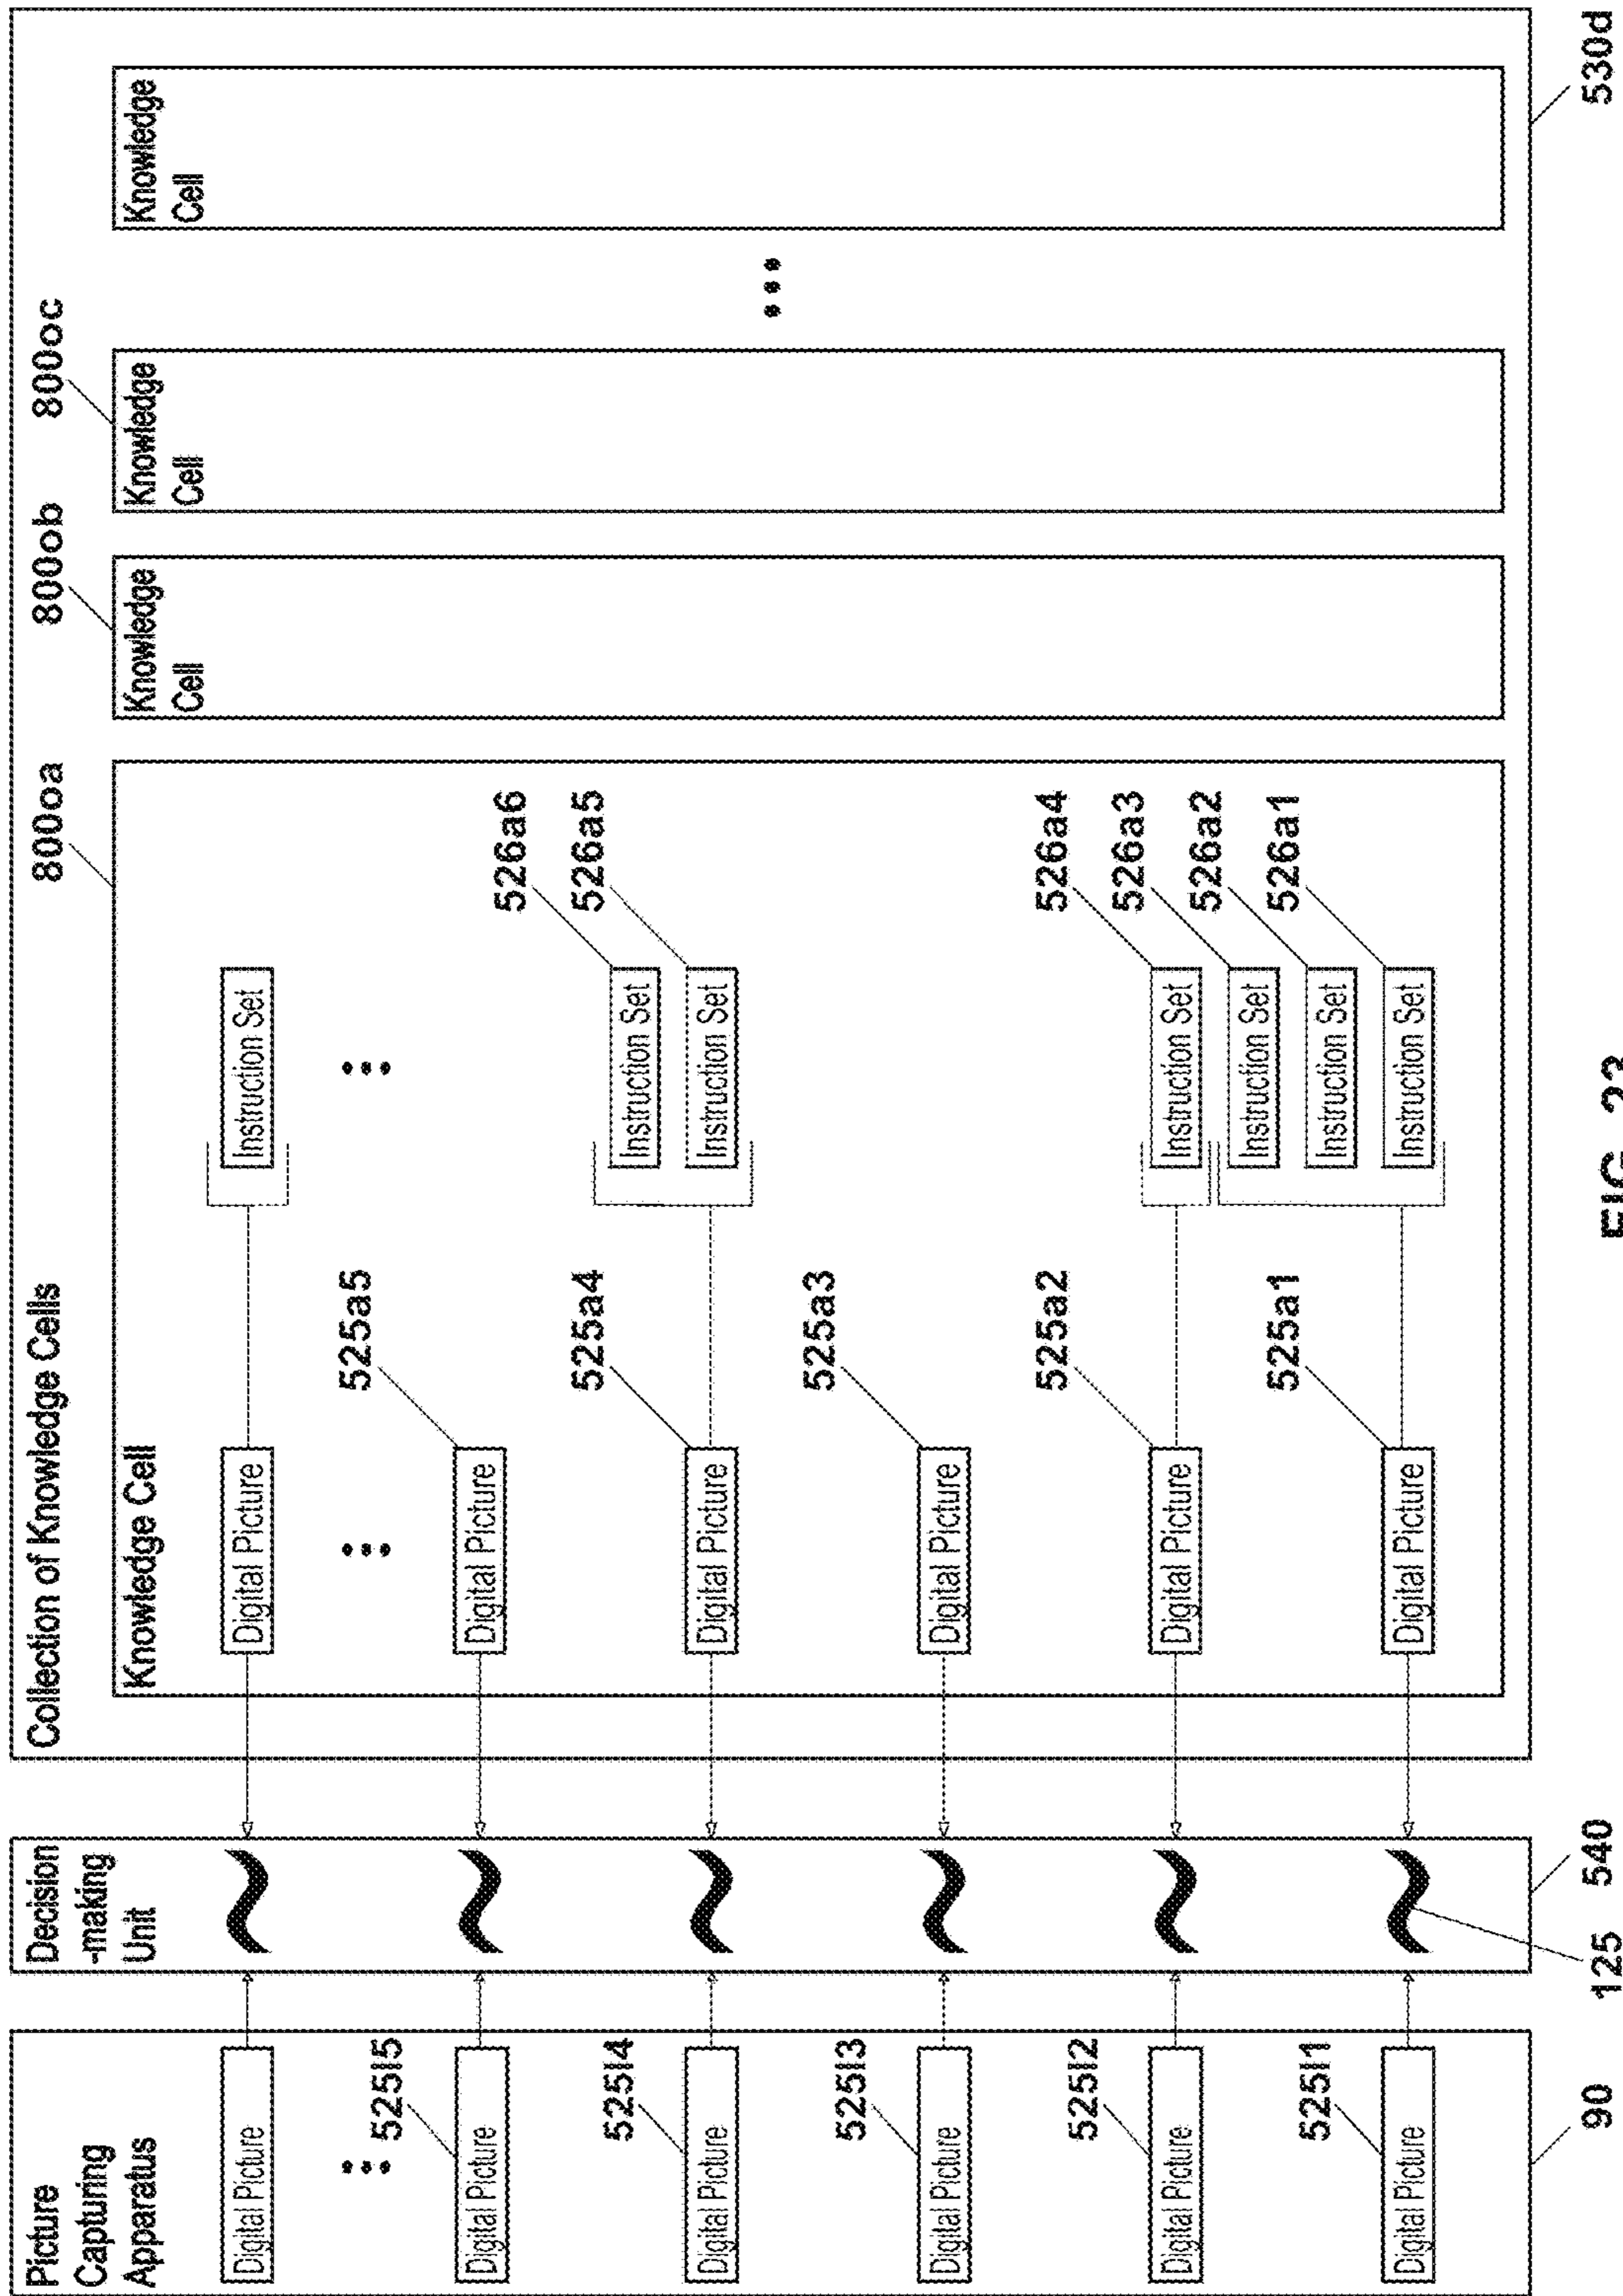 Picture
Capturing
Apparatus
Decision
-making
Unit
Collection of Knowledge Cells
800oa
800ob
800oc
Knowledge Cell
Knowledge
Cell
Knowledge
Cell
Knowledge
Cell
Digital Picture
Digital Picture
Instruction Set
...
525l5
...
525a5
...
Digital Picture
Digital Picture
526a6
525l4
525a4
Instruction Set
526a5
Digital Picture
Digital Picture
Instruction Set
...
525l3
525a3
Digital Picture
Digital Picture
525l2
525a2
526a4
526a3
Digital Picture
Digital Picture
Instruction Set
526a2
Instruction Set
525l1
525a1
526a1
Instruction Set
Digital Picture
Digital Picture
Instruction Set
90
125
540
530d
FIG. 23